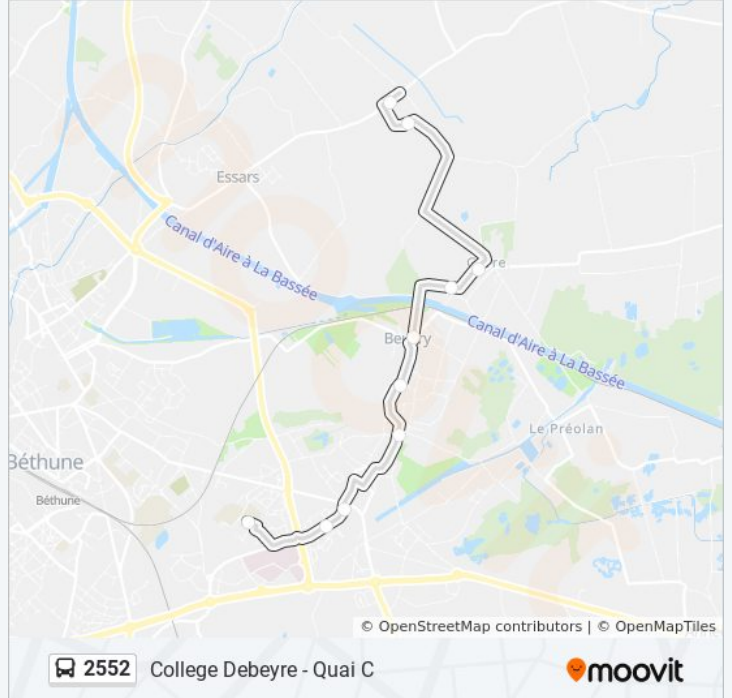 Essars
Canal d'Aire à La Bassée
Canal d'Aire à La Bassée
Le Préolan
Béthune
Béthune
© OpenStreetMap contributors | © OpenMapTiles
2552 College Debeyre - Quai C
moovit